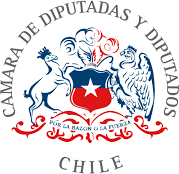 CAMARA DE DIPUTADAS Y DIPUTADOS
POR LA RAZON O LA FUERZA
CHILE